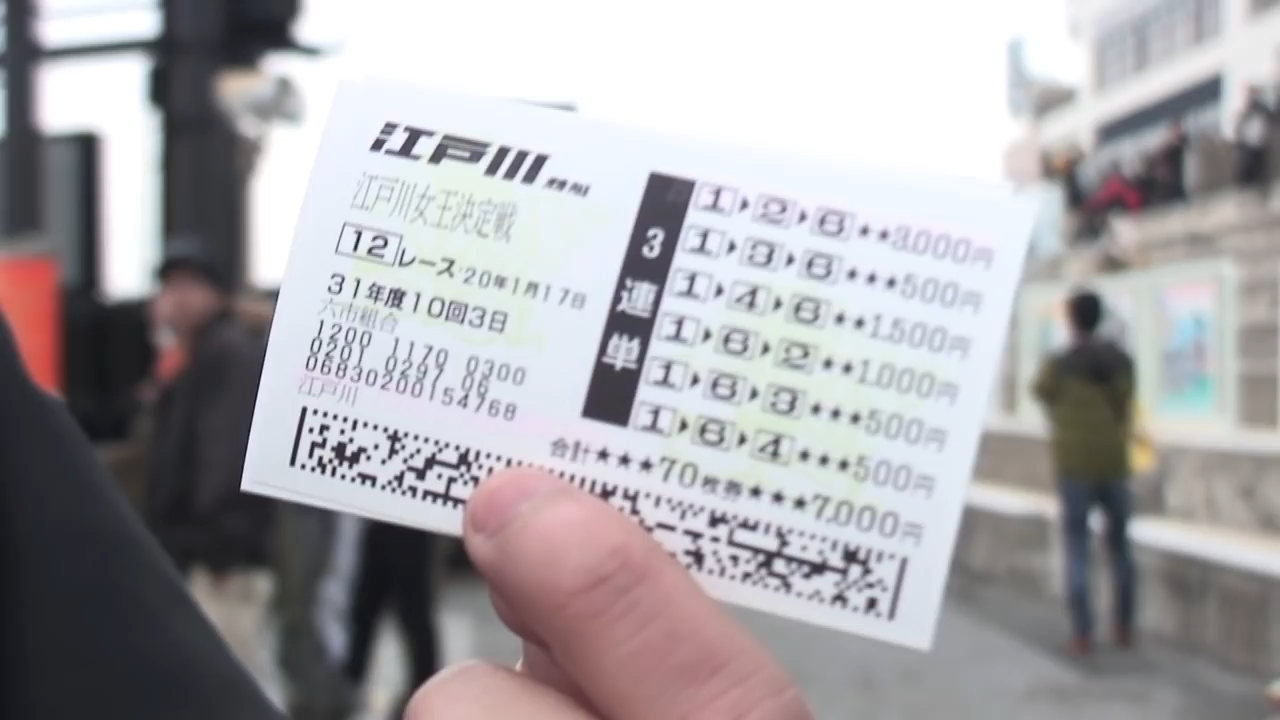 江戸川
江戸川女王決定戦
12レース '20年1月17日
31年度10回3日
六市組合
1200 1170 0300
0201 0297 06
06830200154768
江戸川
3連単
1▶2▶6★★3,000円
1▶3▶6★★★500円
1▶4▶6★★1,500円
1▶6▶2★★1,000円
1▶6▶3★★★500円
1▶6▶4★★★500円
合計★★★70枚券★★★7,000円